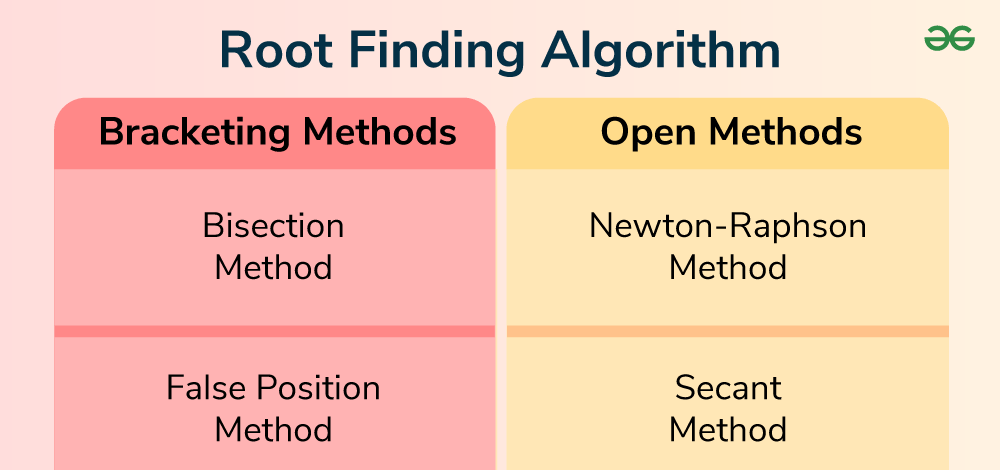 Root Finding Algorithm
Bracketing Methods
Open Methods
Bisection
Method
Newton-Raphson
Method
False Position
Method
Secant
Method